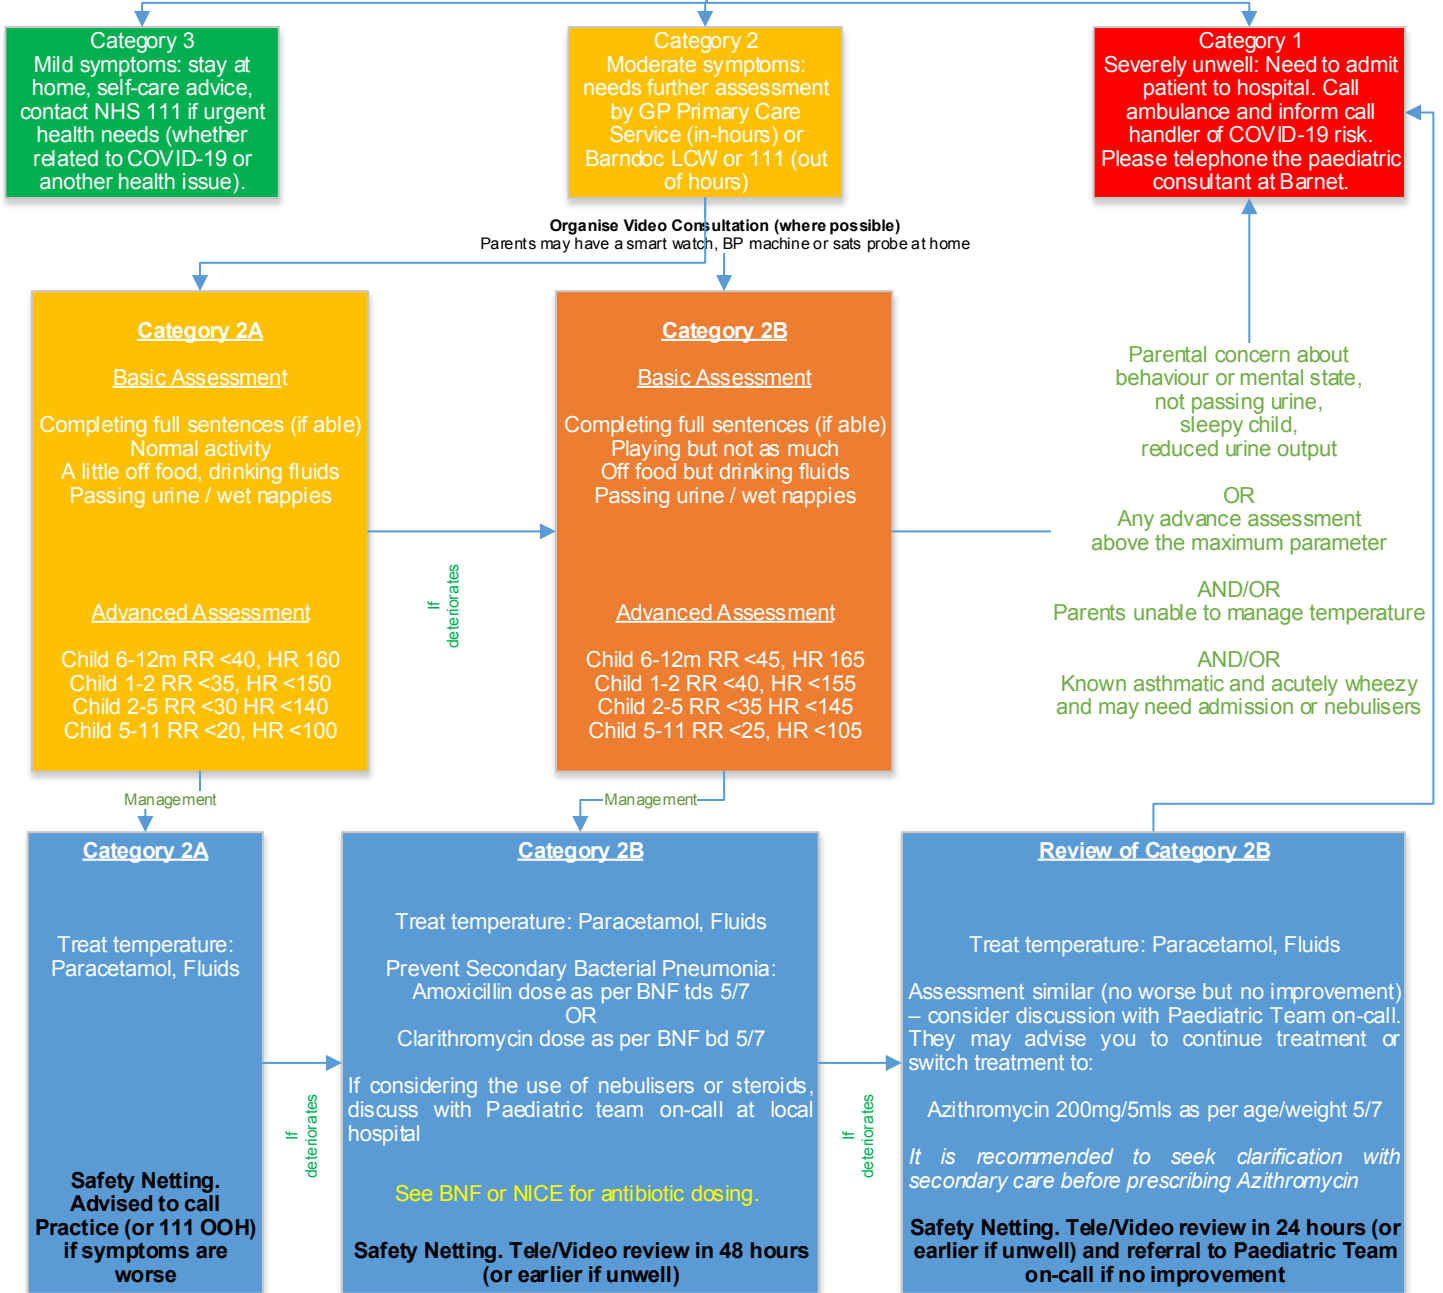 Category 3
Mild symptoms: stay at
home, self-care advice,
contact NHS 111 if urgent
health needs (whether
related to COVID-19 or
another health issue).
Category 2
Moderate symptoms:
needs further assessment
by GP Primary Care
Service (in-hours) or
Barndoc LCW or 111 (out
of hours)
Category 1
Severely unwell: Need to admit
patient to hospital. Call
ambulance and inform call
handler of COVID-19 risk.
Please telephone the paediatric
consultant at Barnet.
Organise Video Consultation (where possible)
Parents may have a smart watch, BP machine or sats probe at home
Category 2A
Basic Assessment
Completing full sentences (if able)
Normal activity
A little off food, drinking fluids
Passing urine / wet nappies
Advanced Assessment
Child 6-12m RR <40, HR 160
Child 1-2 RR <35, HR <150
Child 2-5 RR <30 HR <140
Child 5-11 RR <20, HR <100
If
deteriorates
Category 2B
Basic Assessment
Completing full sentences (if able)
Playing but not as much
Off food but drinking fluids
Passing urine / wet nappies
Advanced Assessment
Child 6-12m RR <45, HR 165
Child 1-2 RR <40, HR <155
Child 2-5 RR <35 HR <145
Child 5-11 RR <25, HR <105
Parental concern about
behaviour or mental state,
not passing urine,
sleepy child,
reduced urine output
OR
Any advance assessment
above the maximum parameter
AND/OR
Parents unable to manage temperature
AND/OR
Known asthmatic and acutely wheezy
and may need admission or nebulisers
Management
Management
Category 2A
Treat temperature:
Paracetamol, Fluids
Safety Netting.
Advised to call
Practice (or 111 OOH)
if symptoms are
worse
If
deteriorates
Category 2B
Treat temperature: Paracetamol, Fluids
Prevent Secondary Bacterial Pneumonia:
Amoxicillin dose as per BNF tds 5/7
OR
Clarithromycin dose as per BNF bd 5/7
If considering the use of nebulisers or steroids,
discuss with Paediatric team on-call at local
hospital
See BNF or NICE for antibiotic dosing.
Safety Netting. Tele/Video review in 48 hours
(or earlier if unwell)
If
deteriorates
Review of Category 2B
Treat temperature: Paracetamol, Fluids
Assessment similar (no worse but no improvement)
– consider discussion with Paediatric Team on-call.
They may advise you to continue treatment or
switch treatment to:
Azithromycin 200mg/5mls as per age/weight 5/7
It is recommended to seek clarification with
secondary care before prescribing Azithromycin
Safety Netting. Tele/Video review in 24 hours (or
earlier if unwell) and referral to Paediatric Team
on-call if no improvement